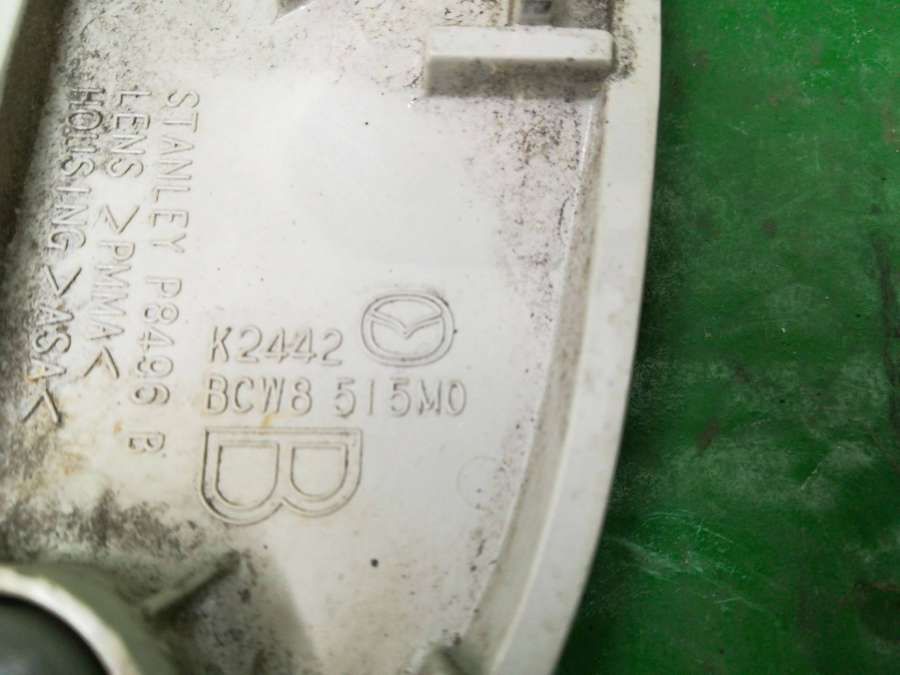 STANLEY P8496 B
LENS >PMMA<
HOUSING >ASA<
K2442
BCW8 515M0
B